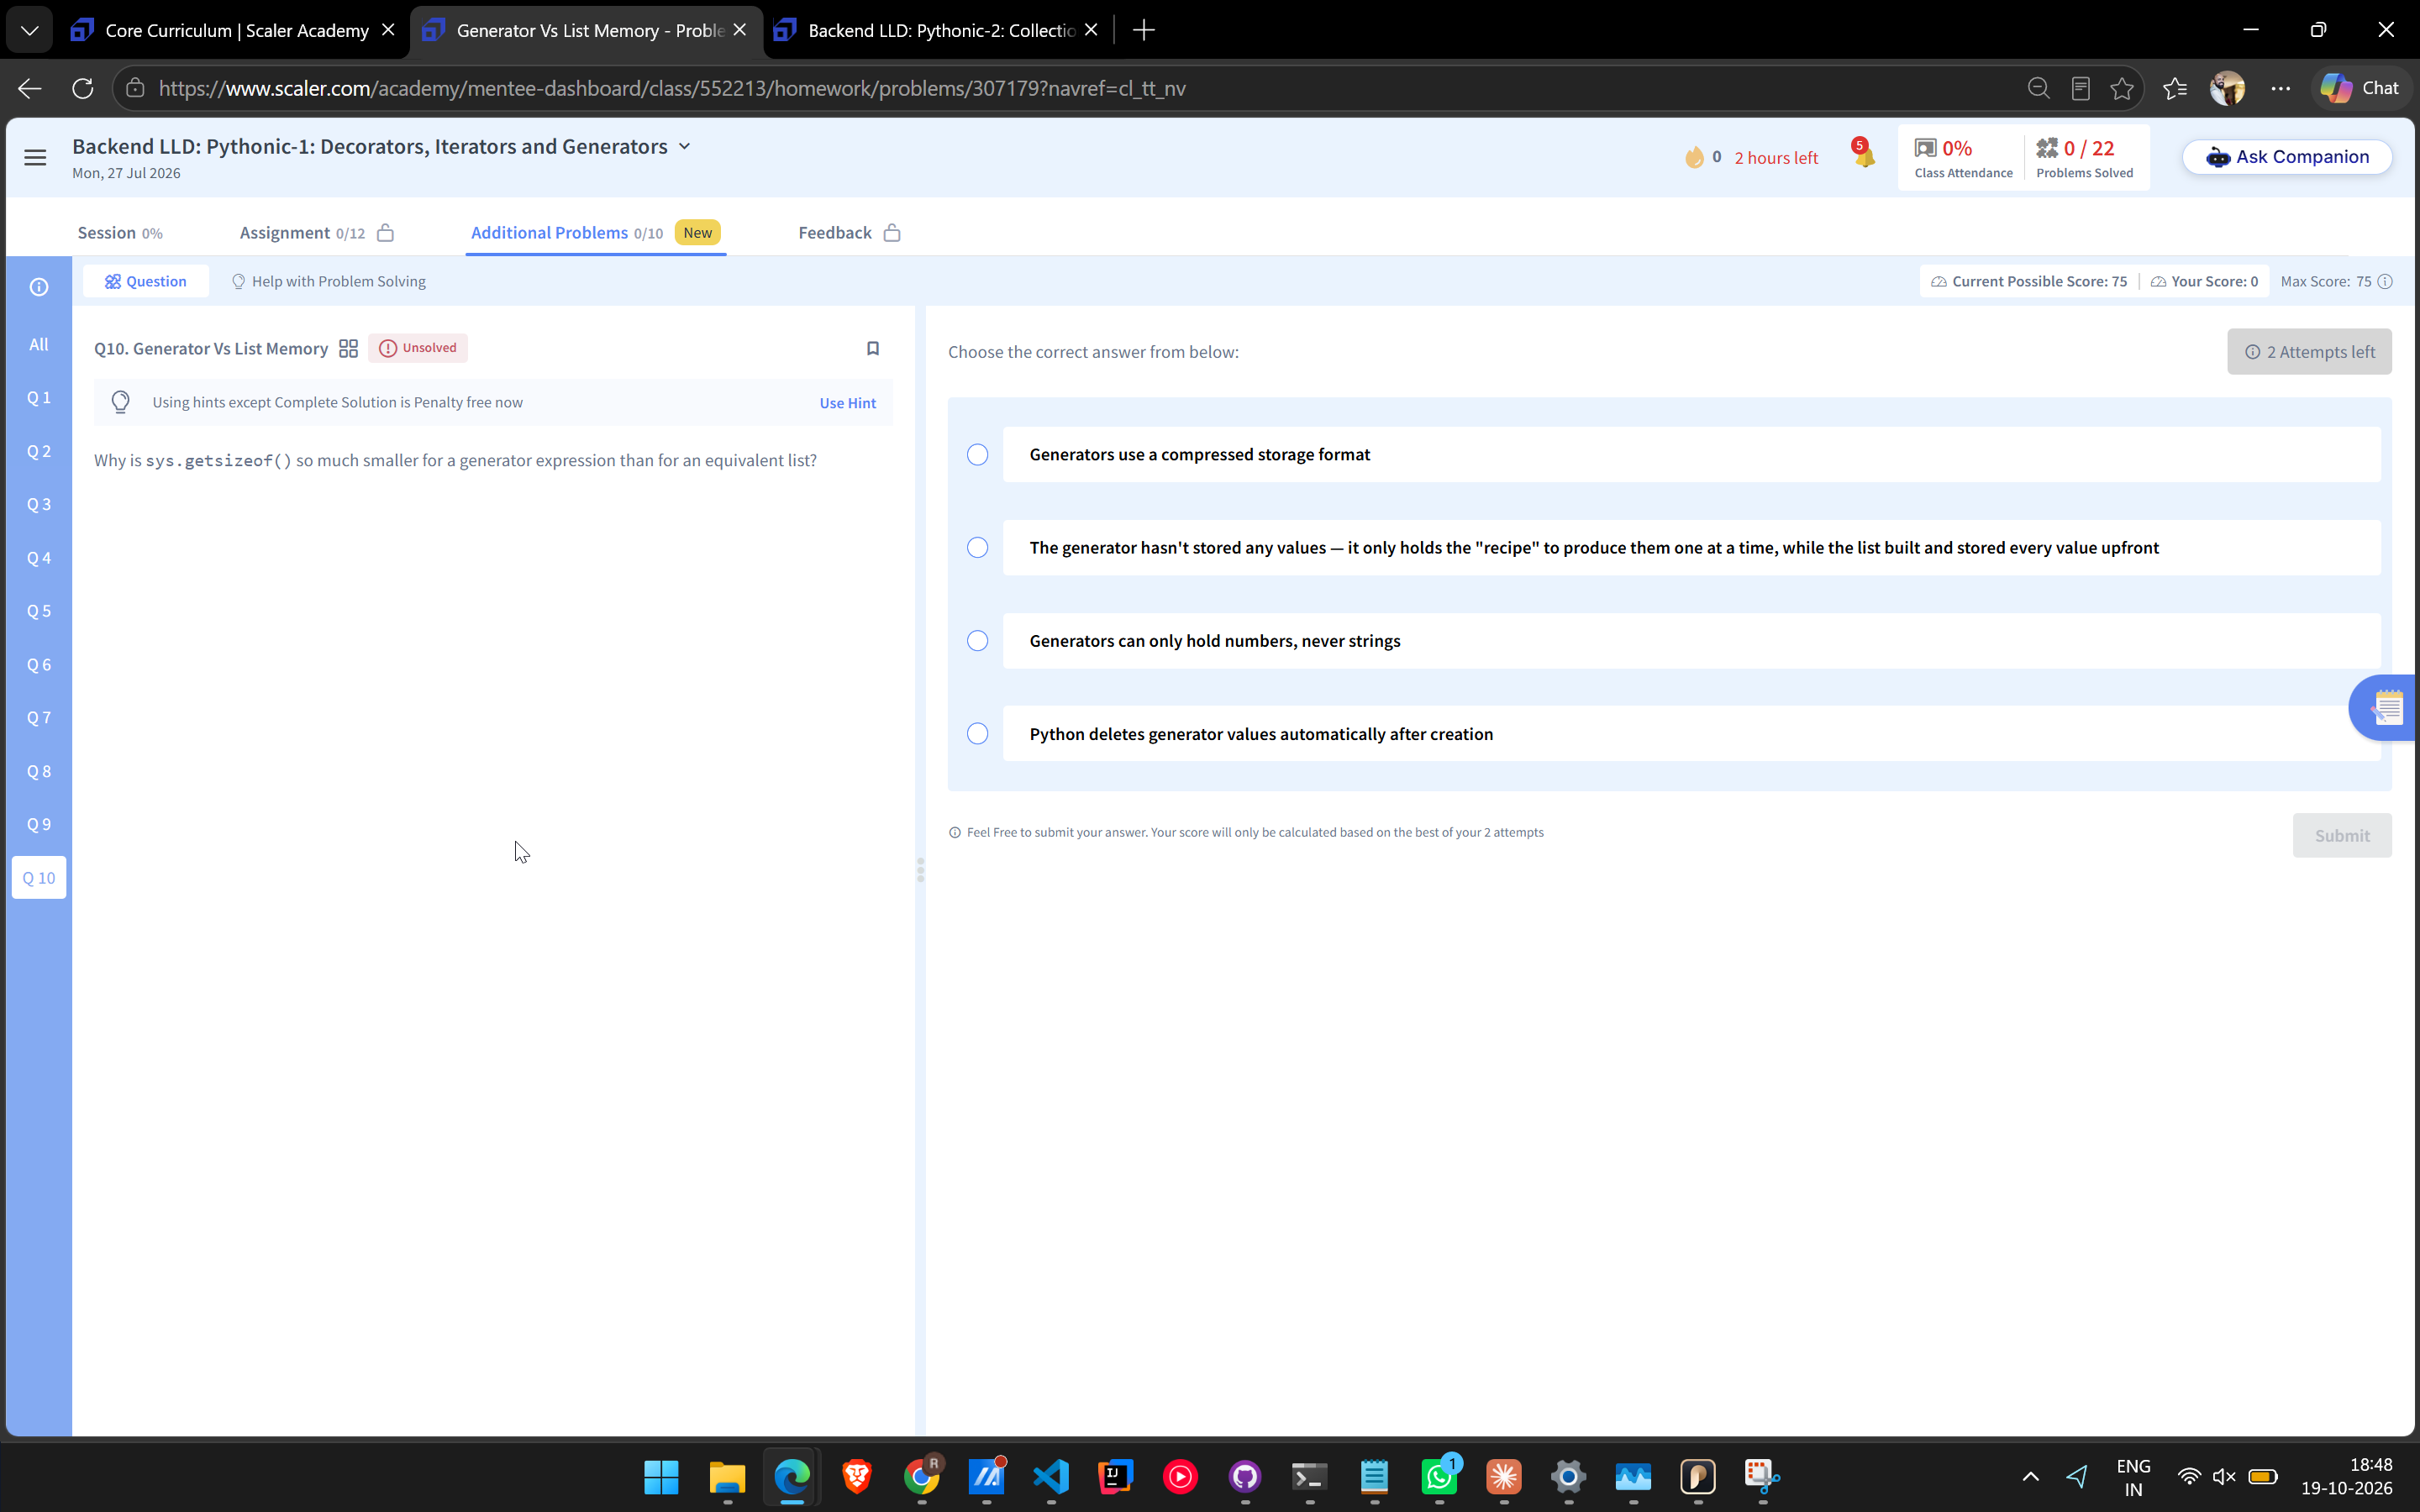 Core Curriculum | Scaler Academy
Generator Vs List Memory - Proble
Backend LLD: Pythonic-2: Collectio
https://www.scaler.com/academy/mentee-dashboard/class/552213/homework/problems/307179?navref=cl_tt_nv
Chat
Backend LLD: Pythonic-1: Decorators, Iterators and Generators
Mon, 27 Jul 2026
0
2 hours left
5
0%
Class Attendance
0 / 22
Problems Solved
Ask Companion
Session 0%
Assignment 0/12
Additional Problems 0/10 New
Feedback
Question
Help with Problem Solving
Current Possible Score: 75
Your Score: 0
Max Score: 75
All
Q 1
Q 2
Q 3
Q 4
Q 5
Q 6
Q 7
Q 8
Q 9
Q 10
Q10. Generator Vs List Memory
Unsolved
Using hints except Complete Solution is Penalty free now
Use Hint
Why is sys.getsizeof() so much smaller for a generator expression than for an equivalent list?
Choose the correct answer from below:
2 Attempts left
Generators use a compressed storage format
The generator hasn't stored any values — it only holds the "recipe" to produce them one at a time, while the list built and stored every value upfront
Generators can only hold numbers, never strings
Python deletes generator values automatically after creation
Feel Free to submit your answer. Your score will only be calculated based on the best of your 2 attempts
Submit
R
IJ
1
ENG
IN
18:48
19-10-2026